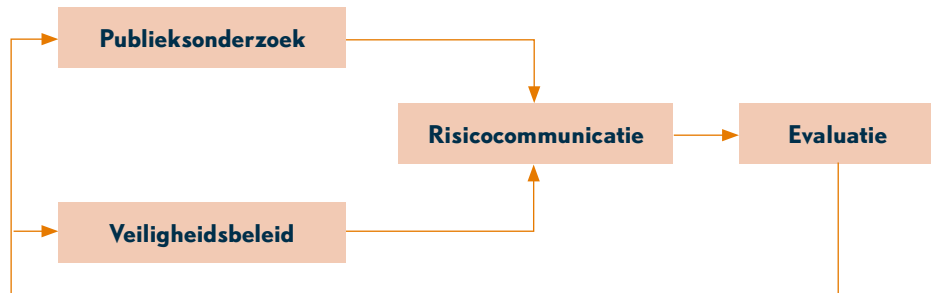 Publieksonderzoek
Risicocommunicatie
Evaluatie
Veiligheidsbeleid